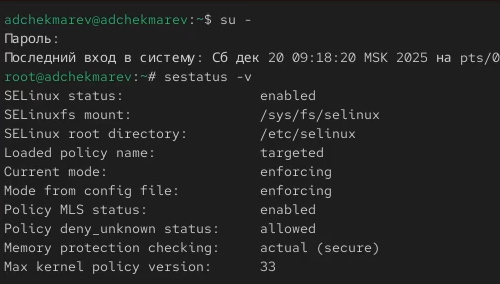 adchekmarev@adchekmarev:~$ su -
Пароль:
Последний вход в систему: Сб дек 20 09:18:20 MSK 2025 на pts/0
root@adchekmarev:~# sestatus -v
SELinux status:                 enabled
SELinuxfs mount:                /sys/fs/selinux
SELinux root directory:         /etc/selinux
Loaded policy name:             targeted
Current mode:                   enforcing
Mode from config file:          enforcing
Policy MLS status:              enabled
Policy deny_unknown status:     allowed
Memory protection checking:     actual (secure)
Max kernel policy version:      33